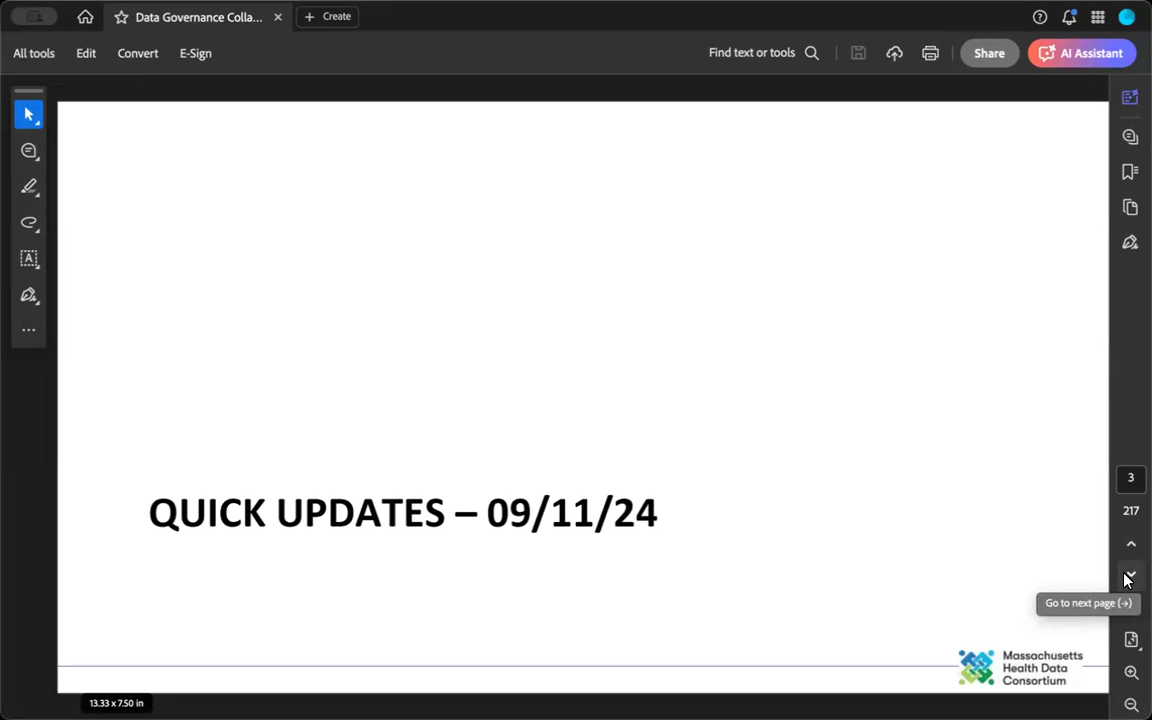 Data Governance Colla...
Create
All tools
Edit
Convert
E-Sign
Find text or tools
Share
AI Assistant
QUICK UPDATES – 09/11/24
3
217
Go to next page (→)
Massachusetts
Health Data
Consortium
13.33 x 7.50 in